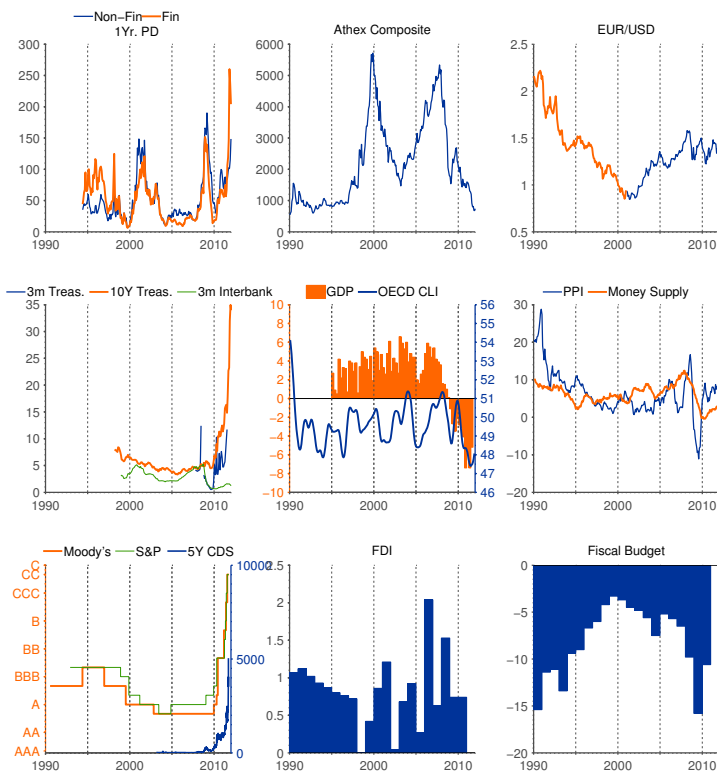 Non−Fin Fin
1Yr. PD
300
250
200
150
100
50
0
1990 2000 2010
Athex Composite
6000
5000
4000
3000
2000
1000
0
1990 2000 2010
EUR/USD
2.5
2
1.5
1
0.5
1990 2000 2010
3m Treas. 10Y Treas. 3m Interbank
35
30
25
20
15
10
5
0
1990 2000 2010
GDP OECD CLI
10
8
6
4
2
0
−2
−4
−6
−8
−10
56
55
54
53
52
51
50
49
48
47
46
1990 2000 2010
PPI Money Supply
30
20
10
0
−10
−20
1990 2000 2010
Moody's S&P 5Y CDS
C
CC
CCC
B
BB
BBB
A
AA
AAA
10000
5000
0
1990 2000 2010
FDI
2.5
2
1.5
1
0.5
0
1990 2000 2010
Fiscal Budget
0
−5
−10
−15
−20
1990 2000 2010